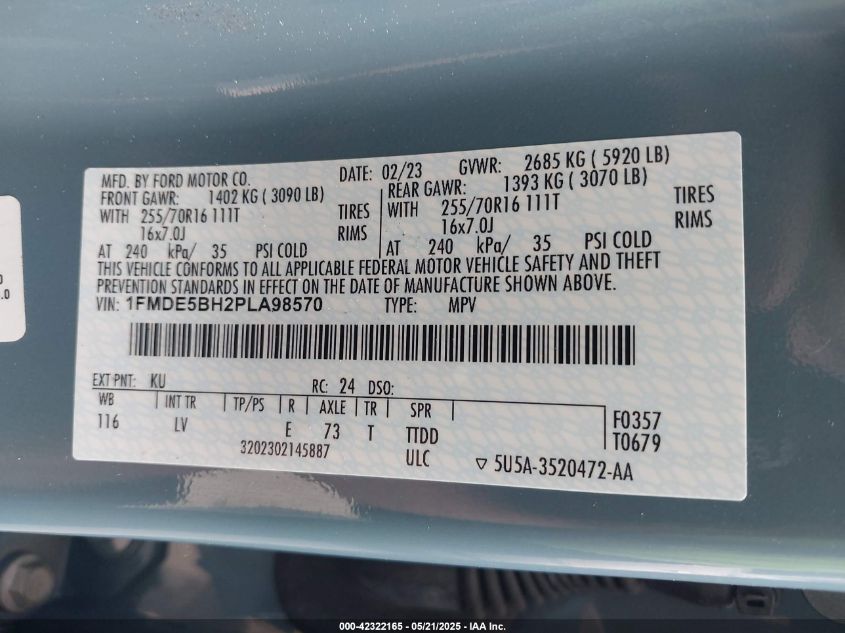 MFD. BY FORD MOTOR CO. DATE: 02/23 GVWR: 2685 KG ( 5920 LB )
FRONT GAWR: 1402 KG ( 3090 LB ) REAR GAWR: 1393 KG ( 3070 LB )
WITH 255/70R16 111T TIRES WITH 255/70R16 111T TIRES
16x7.0J RIMS 16x7.0J RIMS
AT 240 kPa/ 35 PSI COLD AT 240 kPa/ 35 PSI COLD
THIS VEHICLE CONFORMS TO ALL APPLICABLE FEDERAL MOTOR VEHICLE SAFETY AND THEFT
PREVENTION STANDARDS IN EFFECT ON THE DATE OF MANUFACTURE SHOWN ABOVE.
VIN: 1FMDE5BH2PLA98570 TYPE: MPV
EXT PNT: KU RC: 24 DSO:
WB INT TR TP/PS R AXLE TR SPR F0357
116 LV E 73 T TTDD T0679
3202302145887 ULC 5U5A-3520472-AA
0
.0
000-42322165 - 05/21/2025 - IAA Inc.